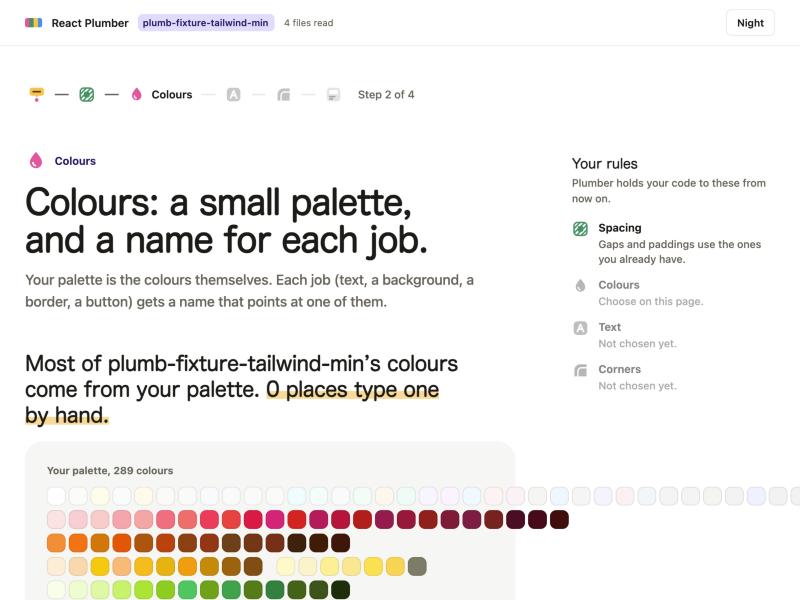 React Plumber
plumb-fixture-tailwind-min
4 files read
Night
Colours
Step 2 of 4
Colours
Colours: a small palette,
and a name for each job.
Your palette is the colours themselves. Each job (text, a background, a
border, a button) gets a name that points at one of them.
Most of plumb-fixture-tailwind-min’s colours
come from your palette. 0 places type one
by hand.
Your palette, 289 colours
Your rules
Plumber holds your code to these from
now on.
Spacing
Gaps and paddings use the ones
you already have.
Colours
Choose on this page.
A
Text
Not chosen yet.
Corners
Not chosen yet.